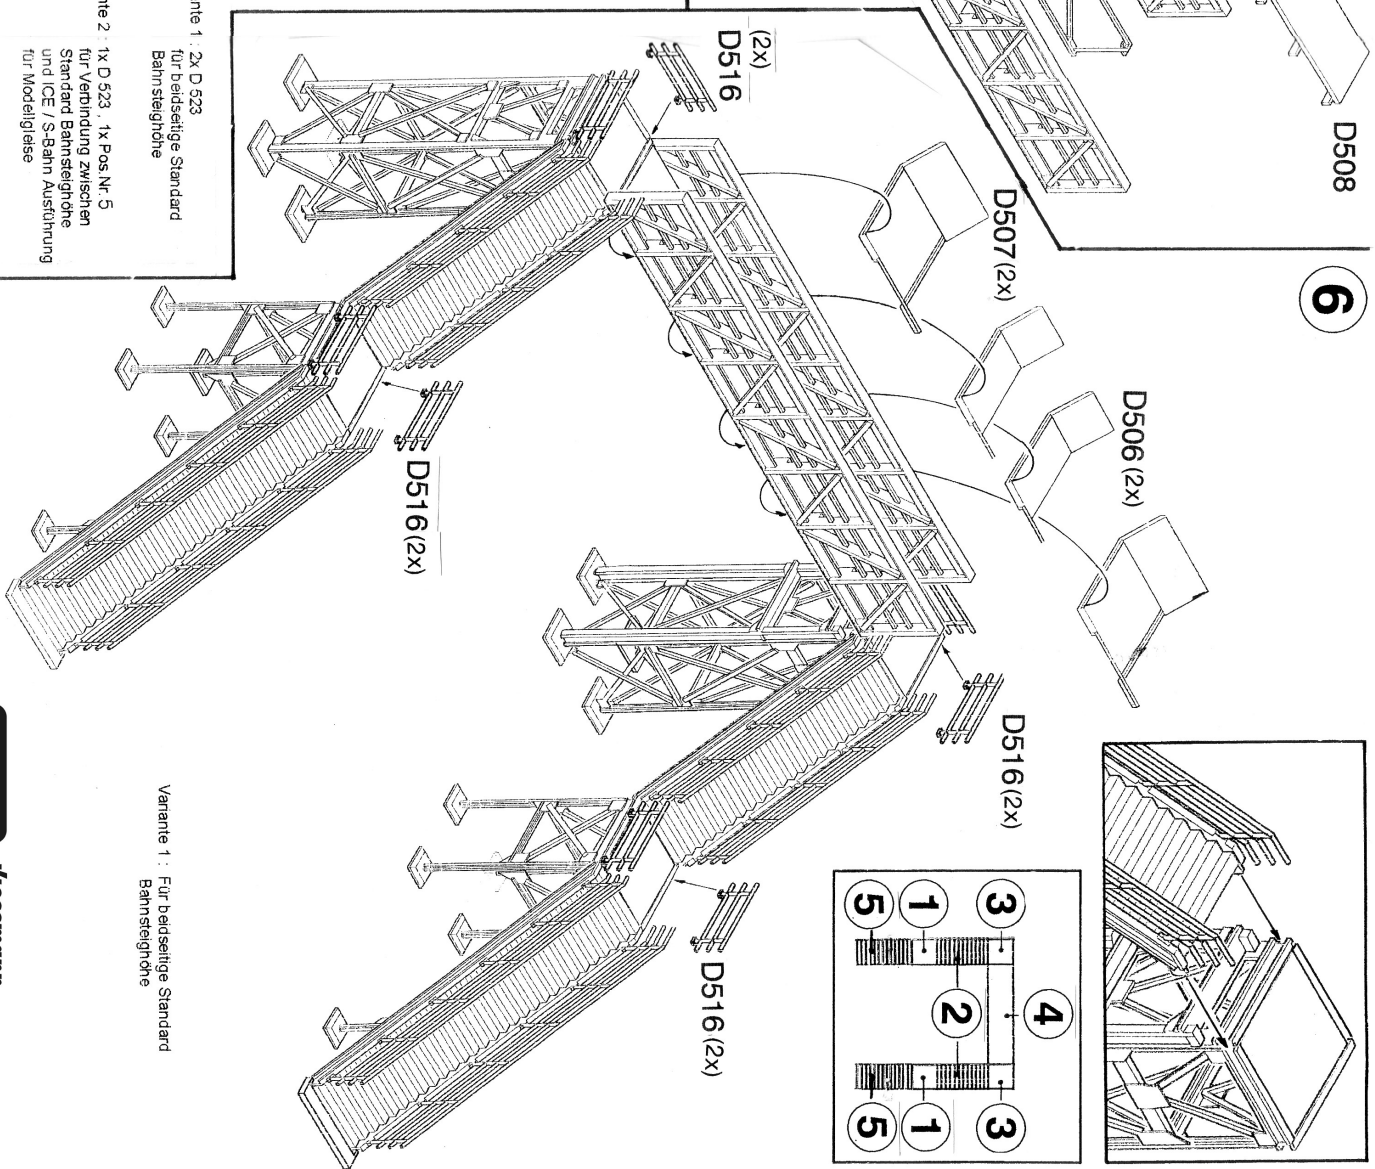 D508
6
D507 (2x)
D506 (2x)
(2x)
D516
D516 (2x)
D516 (2x)
D516 (2x)
3
1
5
4
2
3
1
5
1 : 2x D 523
für beidseitige Standard
Bahnsteighöhe
2 : 1x D 523 , 1x Pos.Nr. 5
für Verbindung zwischen
Standard Bahnsteighöhe
und ICE / S-Bahn Ausführung
für Modellgleise
Variante 1 : Für beidseitige Standard
Bahnsteighöhe